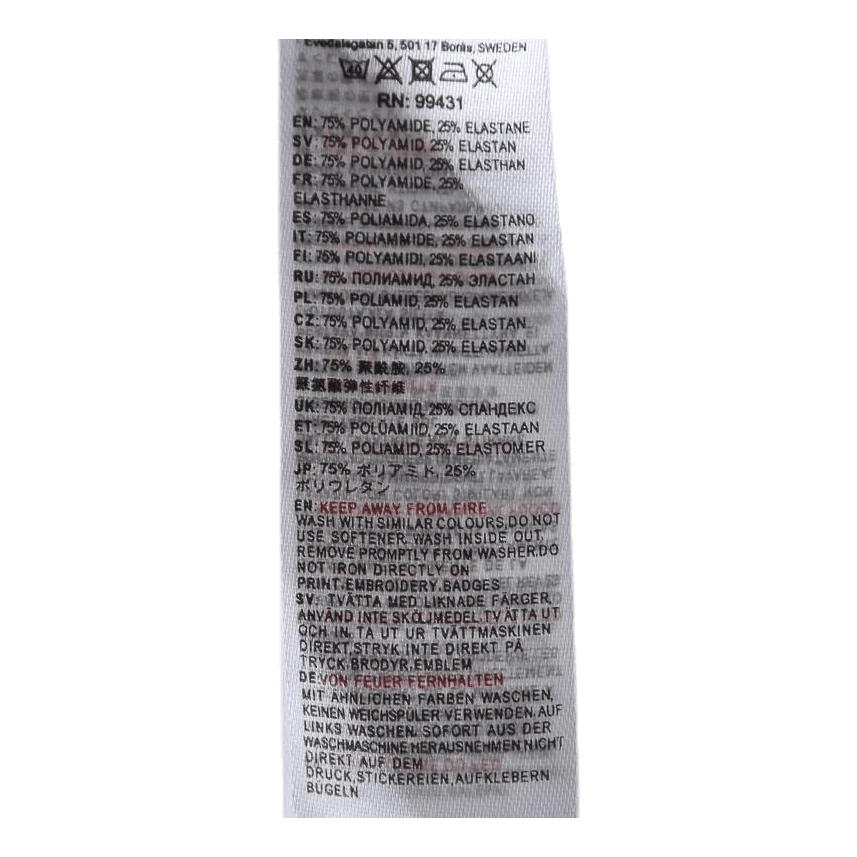 Evedalsgatan 5, 501 17 Borås, SWEDEN
40
RN: 99431
EN: 75% POLYAMIDE, 25% ELASTANE
SV: 75% POLYAMID, 25% ELASTAN
DE: 75% POLYAMID, 25% ELASTHAN
FR: 75% POLYAMIDE, 25%
ELASTHANNE
ES: 75% POLIAMIDA, 25% ELASTANO
IT: 75% POLIAMMIDE, 25% ELASTAN
FI: 75% POLYAMIDI, 25% ELASTAANI
RU: 75% ПОЛИАМИД, 25% ЭЛАСТАН
PL: 75% POLIAMID, 25% ELASTAN
CZ: 75% POLYAMID, 25% ELASTAN
SK: 75% POLYAMID, 25% ELASTAN
ZH: 75% 聚酰胺, 25%
聚氨酯弹性纤维
UK: 75% ПОЛІАМІД, 25% СПАНДЕКС
ET: 75% POLÜAMIID, 25% ELASTAAN
SL: 75% POLIAMID, 25% ELASTOMER
JP: 75% ポリアミド, 25%
ポリウレタン
EN: KEEP AWAY FROM FIRE
WASH WITH SIMILAR COLOURS,DO NOT
USE SOFTENER. WASH INSIDE OUT,
REMOVE PROMPTLY FROM WASHER,DO
NOT IRON DIRECTLY ON
PRINT,EMBROIDERY,BADGES
SV: TVÄTTA MED LIKNADE FÄRGER,
ANVÄND INTE SKÖLJMEDEL,TVÄTTA UT
OCH IN. TA UT UR TVÄTTMASKINEN
DIREKT,STRYK INTE DIREKT PÅ
TRYCK,BRODYR,EMBLEM
DE:VON FEUER FERNHALTEN
MIT ÄHNLICHEN FARBEN WASCHEN,
KEINEN WEICHSPÜLER VERWENDEN. AUF
LINKS WASCHEN. SOFORT AUS DER
WASCHMASCHINE HERAUSNEHMEN NICHT
DIREKT AUF DEM
DRUCK,STICKEREIEN,AUFKLEBERN
BÜGELN